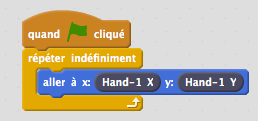 quand cliqué
répéter indéfiniment
aller à x: Hand-1 X y: Hand-1 Y